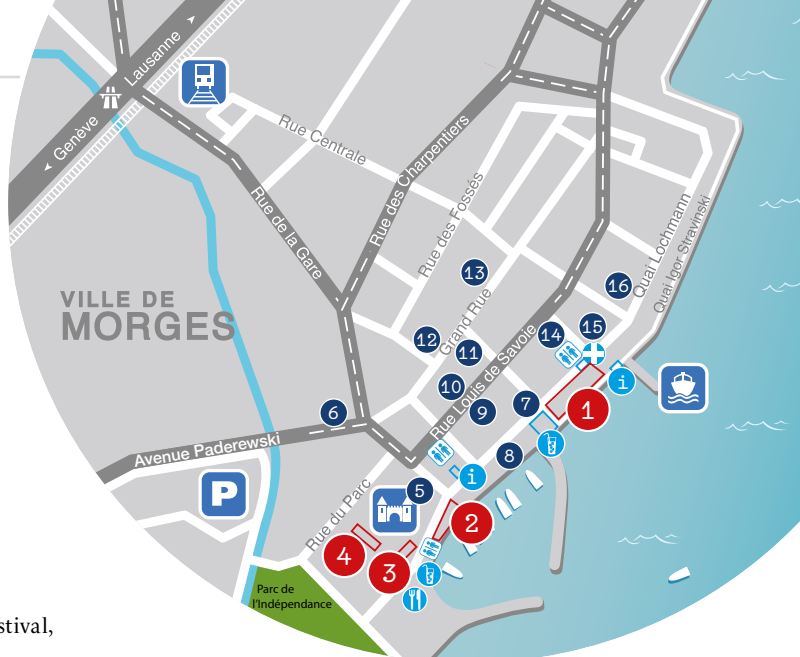 Lausanne
Genève
Rue Centrale
Rue des Charpentiers
Rue de la Gare
Rue des Fossés
Grand Rue
Quai Lochmann
Quai Igor Stravinski
VILLE DE
MORGES
13
16
12
11
14
15
i
10
Rue Louis de Savoie
9
7
1
6
8
Avenue Paderewski
P
i
5
2
Rue du Parc
4
3
Parc de
l'Indépendance
stival,